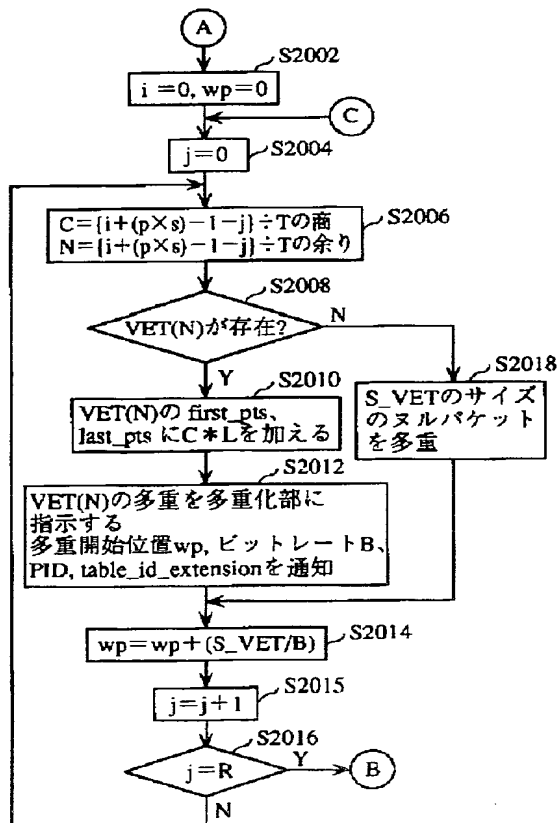 A
S2002
i=0, wp=0
C
S2004
j=0
S2006
C={i+(p×s)−1−j}÷Tの商
N={i+(p×s)−1−j}÷Tの余り
S2008
VET(N)が存在?
N
Y
S2010
VET(N)の first_pts、
last_pts にC*Lを加える
S2018
S_VETのサイズ
のヌルパケット
を多重
S2012
VET(N)の多重を多重化部に
指示する
多重開始位置wp, ビットレートB、
PID, table_id_extensionを通知
S2014
wp=wp+(S_VET/B)
S2015
j=j+1
S2016
j=R
Y
B
N